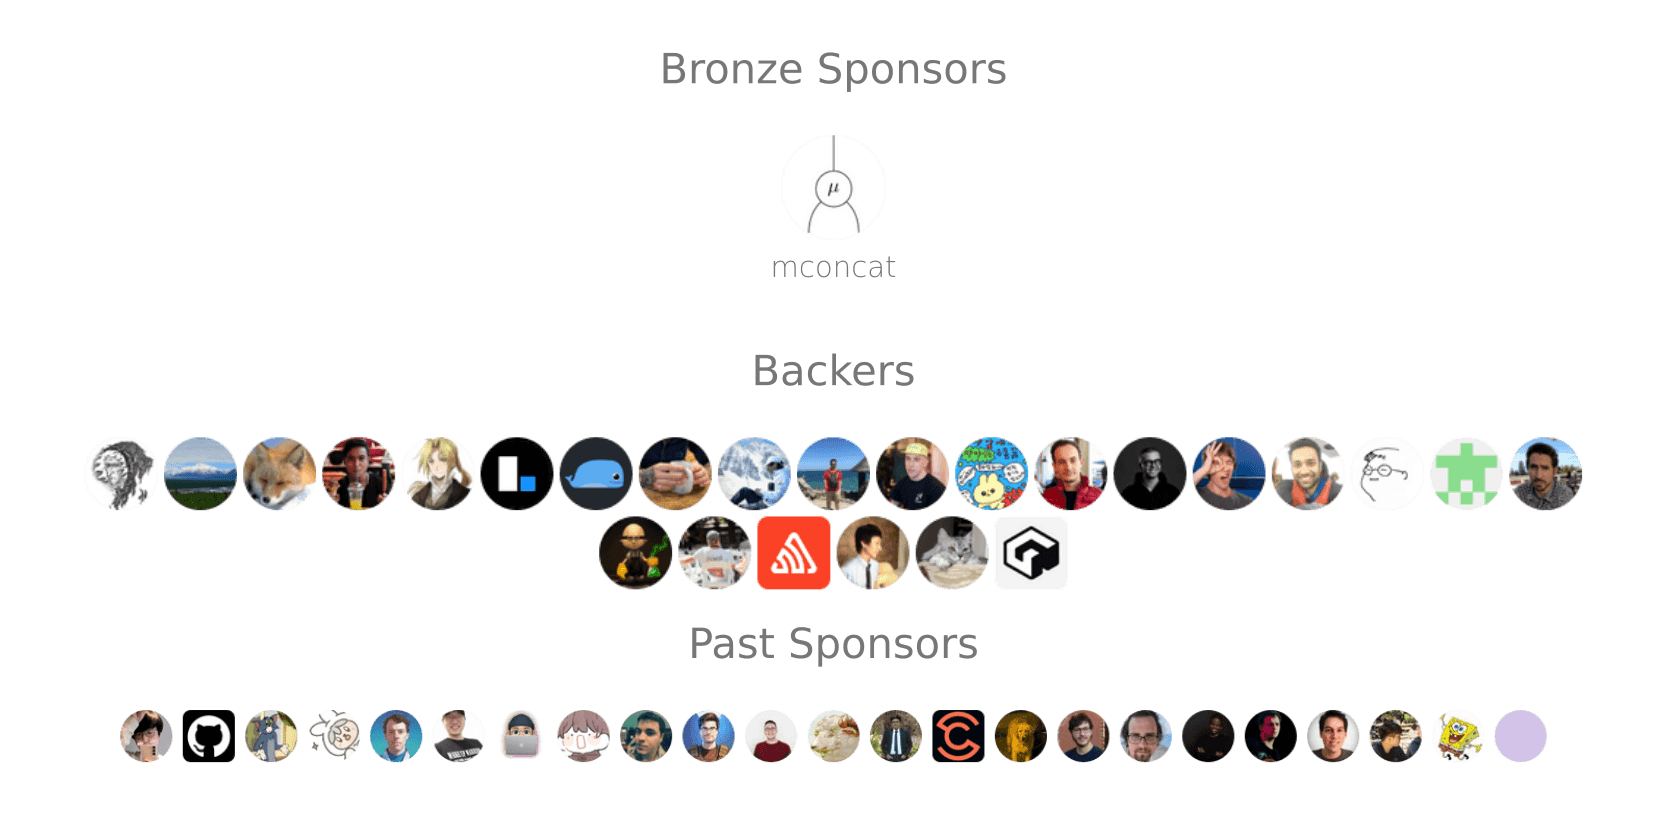 Bronze Sponsors
μ
mconcat
Backers
Past Sponsors